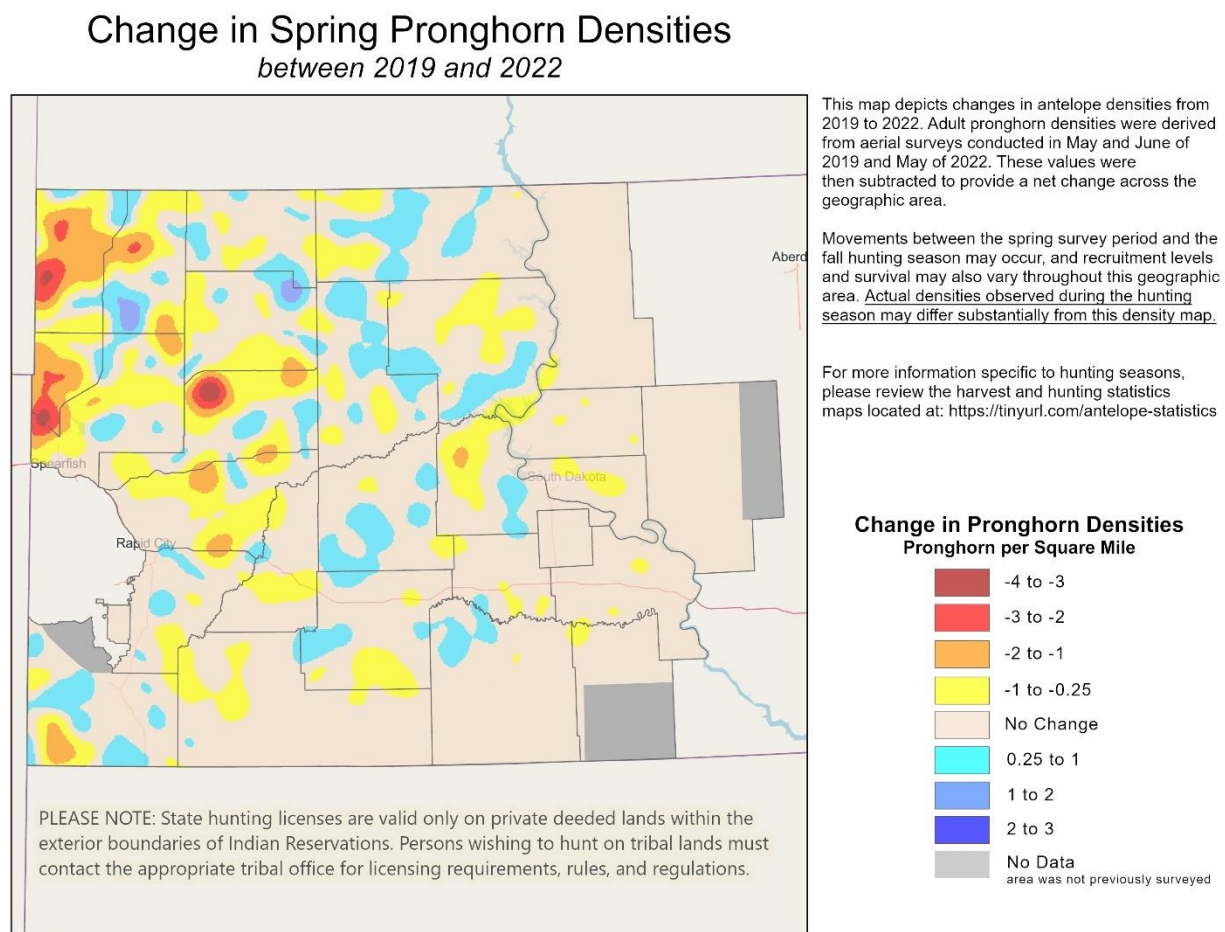 Change in Spring Pronghorn Densities
between 2019 and 2022
This map depicts changes in antelope densities from
2019 to 2022. Adult pronghorn densities were derived
from aerial surveys conducted in May and June of
2019 and May of 2022. These values were
then subtracted to provide a net change across the
geographic area.
Movements between the spring survey period and the
fall hunting season may occur, and recruitment levels
and survival may also vary throughout this geographic
area. Actual densities observed during the hunting
season may differ substantially from this density map.
For more information specific to hunting seasons,
please review the harvest and hunting statistics
maps located at: https://tinyurl.com/antelope-statistics
Aberd
Spearfish
South Dakota
Rapid City
Change in Pronghorn Densities
Pronghorn per Square Mile
-4 to -3
-3 to -2
-2 to -1
-1 to -0.25
No Change
0.25 to 1
1 to 2
2 to 3
No Data
area was not previously surveyed
PLEASE NOTE: State hunting licenses are valid only on private deeded lands within the
exterior boundaries of Indian Reservations. Persons wishing to hunt on tribal lands must
contact the appropriate tribal office for licensing requirements, rules, and regulations.